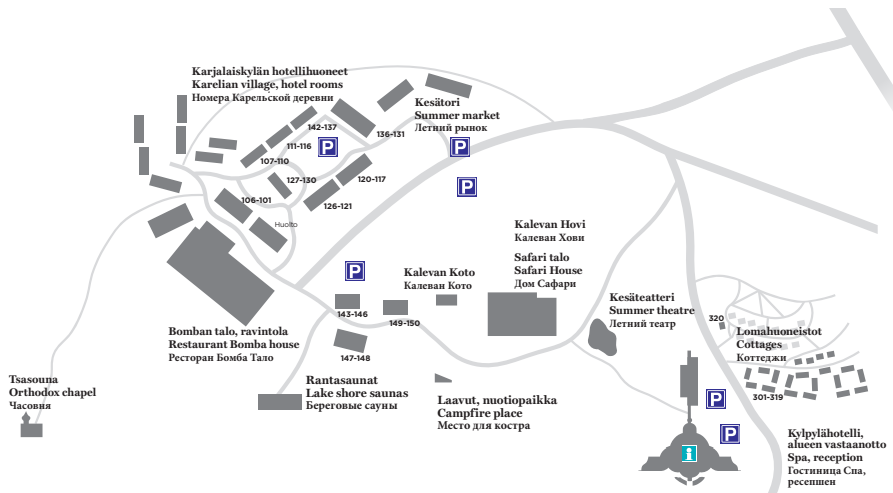 Karjalaiskylän hotellihuoneet
Karelian village, hotel rooms
Номера Карельской деревни
Kesätori
Summer market
Летний рынок
142-137
136-131
111-116
P
P
107-110
127-130
120-117
P
106-101
126-121
Huolto
Kalevan Hovi
Калеван Хови
Safari talo
Safari House
Дом Сафари
P
Kalevan Koto
Калеван Кото
143-146
149-150
147-148
Kesäteatteri
Summer theatre
Летний театр
320
Lomahuoneistot
Cottages
Коттеджи
301-319
Bomban talo, ravintola
Restaurant Bomba house
Ресторан Бомба Тало
Tsasouna
Orthodox chapel
Часовня
Rantasaunat
Lake shore saunas
Береговые сауны
Laavut, nuotiopaikka
Campfire place
Место для костра
P
P
i
Kylpylähotelli,
alueen vastaanotto
Spa, reception
Гостиница Спа,
ресепшен